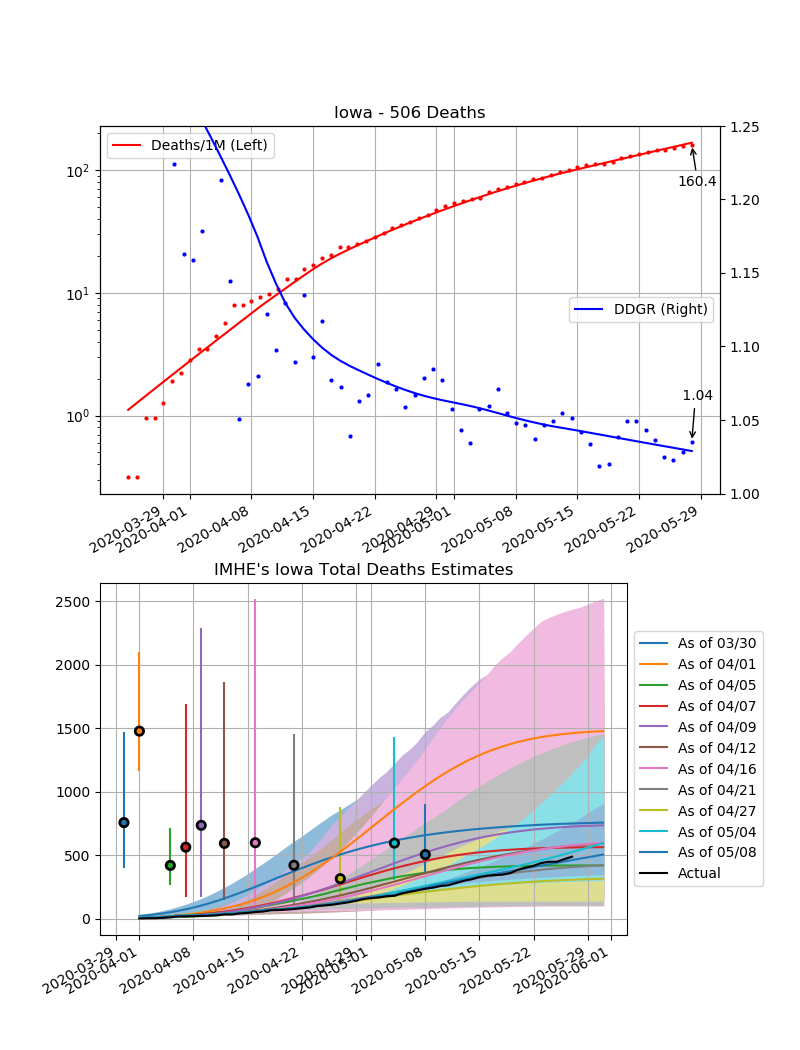 Iowa - 506 Deaths
Deaths/1M (Left)
DDGR (Right)
160.4
1.04
10²
10¹
10⁰
1.25
1.20
1.15
1.10
1.05
1.00
2020-03-29
2020-04-01
2020-04-08
2020-04-15
2020-04-22
2020-04-29
2020-05-01
2020-05-08
2020-05-15
2020-05-22
2020-05-29
IMHE's Iowa Total Deaths Estimates
2500
2000
1500
1000
500
0
2020-03-29
2020-04-01
2020-04-08
2020-04-15
2020-04-22
2020-04-29
2020-05-01
2020-05-08
2020-05-15
2020-05-22
2020-05-29
2020-06-01
As of 03/30
As of 04/01
As of 04/05
As of 04/07
As of 04/09
As of 04/12
As of 04/16
As of 04/21
As of 04/27
As of 05/04
As of 05/08
Actual